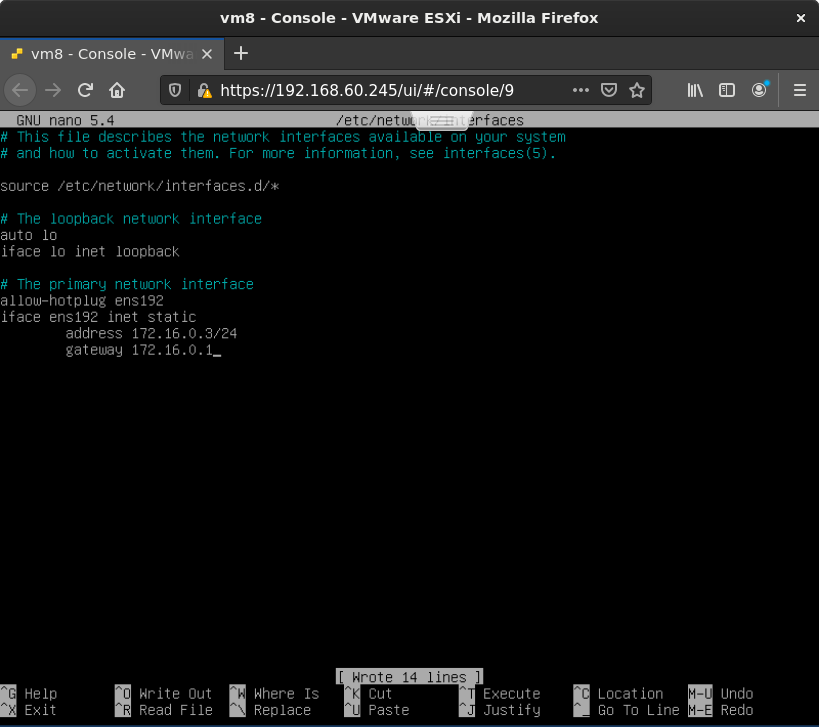 vm8 - Console - VMware ESXi - Mozilla Firefox
vm8 - Console - VMwa
https://192.168.60.245/ui/#/console/9
GNU nano 5.4 /etc/network/interfaces
# This file describes the network interfaces available on your system
# and how to activate them. For more information, see interfaces(5).
source /etc/network/interfaces.d/*
# The loopback network interface
auto lo
iface lo inet loopback
# The primary network interface
allow-hotplug ens192
iface ens192 inet static
address 172.16.0.3/24
gateway 172.16.0.1
[ Wrote 14 lines ]
^G Help ^O Write Out ^W Where Is ^K Cut ^T Execute ^C Location M-U Undo
^X Exit ^R Read File ^\ Replace ^U Paste ^J Justify ^_ Go To Line M-E Redo